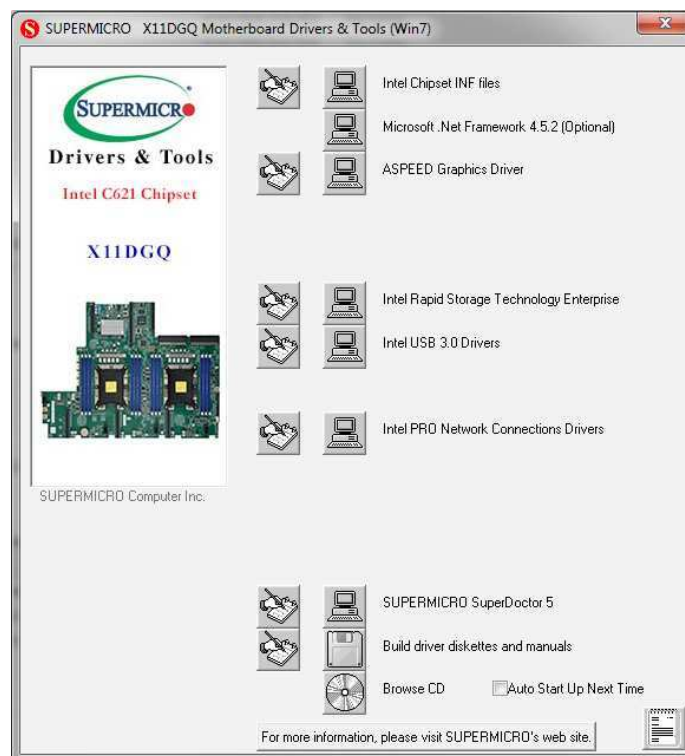 SUPERMICRO X11DGQ Motherboard Drivers & Tools (Win7)
SUPERMICRO
Drivers & Tools
Intel C621 Chipset
X11DGQ
SUPERMICRO Computer Inc.
Intel Chipset INF files
Microsoft .Net Framework 4.5.2 (Optional)
ASPEED Graphics Driver
Intel Rapid Storage Technology Enterprise
Intel USB 3.0 Drivers
Intel PRO Network Connections Drivers
SUPERMICRO SuperDoctor 5
Build driver diskettes and manuals
Browse CD Auto Start Up Next Time
For more information, please visit SUPERMICRO's web site.